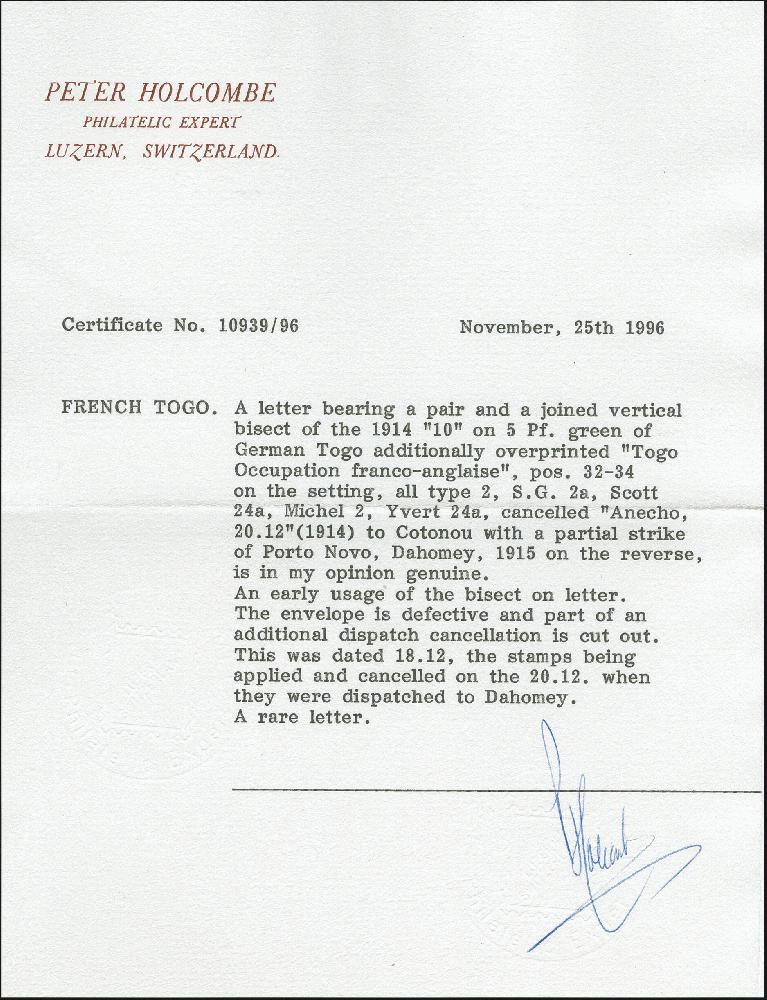 PETER HOLCOMBE
PHILATELIC EXPERT
LUZERN, SWITZERLAND.
Certificate No. 10939/96 November, 25th 1996
FRENCH TOGO. A letter bearing a pair and a joined vertical
bisect of the 1914 "10" on 5 Pf. green of
German Togo additionally overprinted "Togo
Occupation franco-anglaise", pos. 32-34
on the setting, all type 2, S.G. 2a, Scott
24a, Michel 2, Yvert 24a, cancelled "Anecho,
20.12"(1914) to Cotonou with a partial strike
of Porto Novo, Dahomey, 1915 on the reverse,
is in my opinion genuine.
An early usage of the bisect on letter.
The envelope is defective and part of an
additional dispatch cancellation is cut out.
This was dated 18.12, the stamps being
applied and cancelled on the 20.12. when
they were dispatched to Dahomey.
A rare letter.